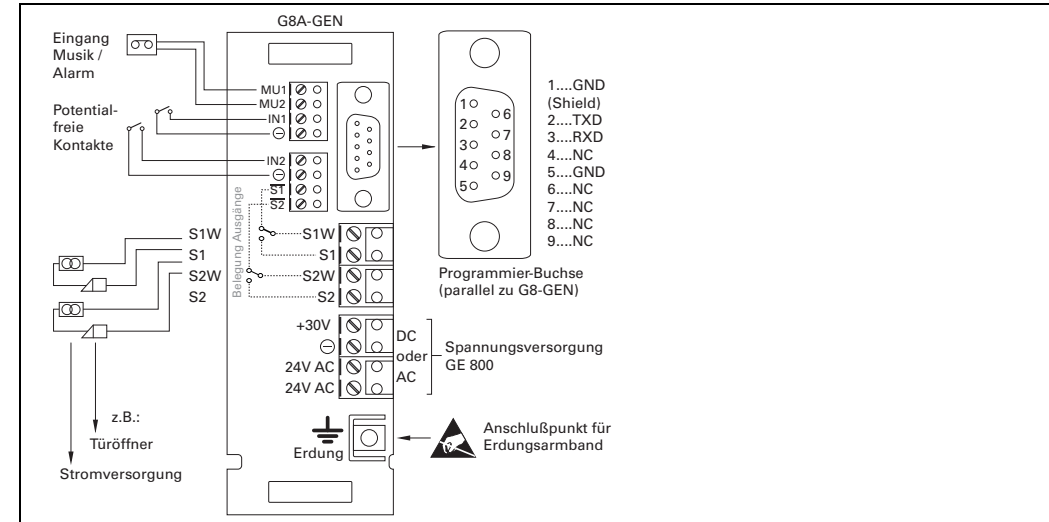 G8A-GEN
Eingang
Musik /
Alarm
Potential-
freie
Kontakte
MU1
MU2
IN1
IN2
S1
S2
Belegung Ausgänge
S1W
S1
S2W
S2
S1W
S1
S2W
S2
+30V
24V AC
24V AC
DC
oder
AC
Spannungsversorgung
GE 800
Erdung
Anschlußpunkt für
Erdungsarmband
z.B.:
Türöffner
Stromversorgung
1
2
3
4
5
6
7
8
9
1....GND
(Shield)
2....TXD
3....RXD
4....NC
5....GND
6....NC
7....NC
8....NC
9....NC
Programmier-Buchse
(parallel zu G8-GEN)